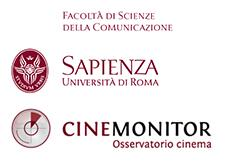 FACOLTÀ DI SCIENZE
DELLA COMUNICAZIONE
SAPIENZA
UNIVERSITÀ DI ROMA
CINEMONITOR
Osservatorio cinema